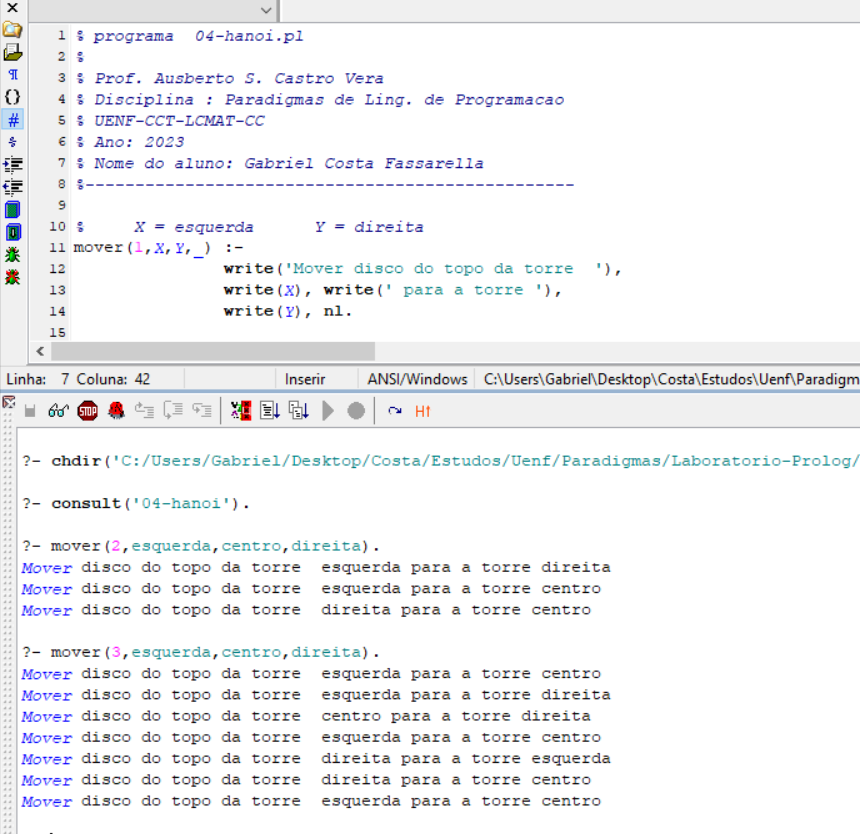 1 % programa  04-hanoi.pl
2 %
3 % Prof. Ausberto S. Castro Vera
4 % Disciplina : Paradigmas de Ling. de Programacao
5 % UENF-CCT-LCMAT-CC
6 % Ano: 2023
7 % Nome do aluno: Gabriel Costa Fassarella
8 %-------------------------------------------------
9
10 %     X = esquerda      Y = direita
11 mover(1,X,Y,_) :-
12                write('Mover disco do topo da torre  '),
13                write(X), write(' para a torre '),
14                write(Y), nl.
15
Linha: 7 Coluna: 42 Inserir ANSI/Windows C:\Users\Gabriel\Desktop\Costa\Estudos\Uenf\Paradigm
STOP
?- chdir('C:/Users/Gabriel/Desktop/Costa/Estudos/Uenf/Paradigmas/Laboratorio-Prolog/
?- consult('04-hanoi').
?- mover(2,esquerda,centro,direita).
Mover disco do topo da torre  esquerda para a torre direita
Mover disco do topo da torre  esquerda para a torre centro
Mover disco do topo da torre  direita para a torre centro
?- mover(3,esquerda,centro,direita).
Mover disco do topo da torre  esquerda para a torre centro
Mover disco do topo da torre  esquerda para a torre direita
Mover disco do topo da torre  centro para a torre direita
Mover disco do topo da torre  esquerda para a torre centro
Mover disco do topo da torre  direita para a torre esquerda
Mover disco do topo da torre  direita para a torre centro
Mover disco do topo da torre  esquerda para a torre centro